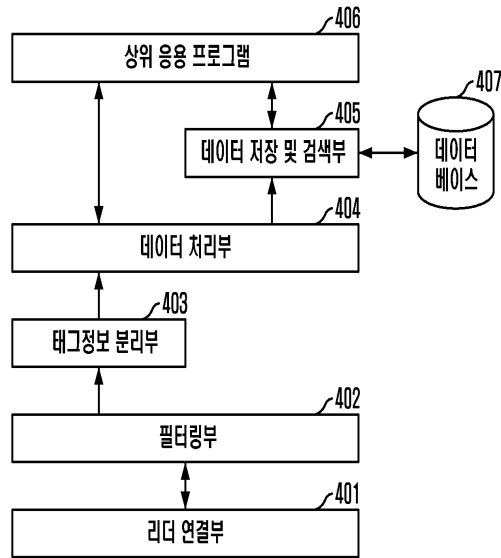 406
상위 응용 프로그램
407
405
데이터 저장 및 검색부
데이터
베이스
404
데이터 처리부
403
태그정보 분리부
402
필터링부
401
리더 연결부